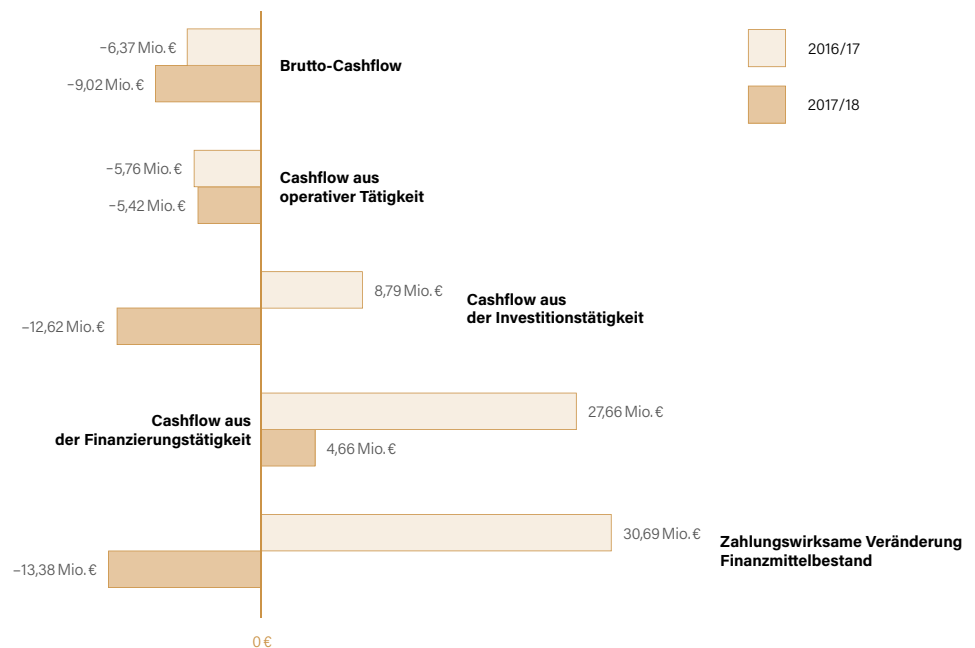 −6,37 Mio. €
−9,02 Mio. €
Brutto-Cashflow
2016/17
2017/18
−5,76 Mio. €
−5,42 Mio. €
Cashflow aus
operativer Tätigkeit
8,79 Mio. €
−12,62 Mio. €
Cashflow aus
der Investitionstätigkeit
Cashflow aus
der Finanzierungstätigkeit
27,66 Mio. €
4,66 Mio. €
30,69 Mio. €
−13,38 Mio. €
Zahlungswirksame Veränderung
Finanzmittelbestand
0 €